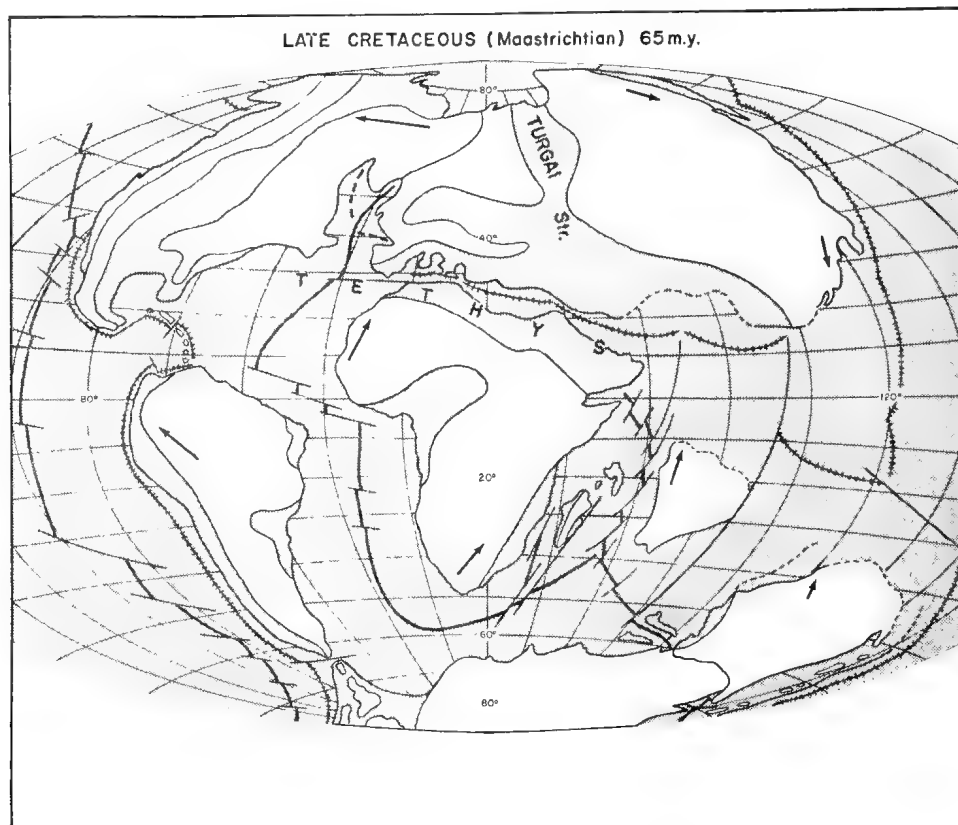 LATE CRETACEOUS (Maastrichtian) 65 m.y.
80°
TURGAI
Str.
40°
T E T H Y S
80°
120°
20°
60°
80°